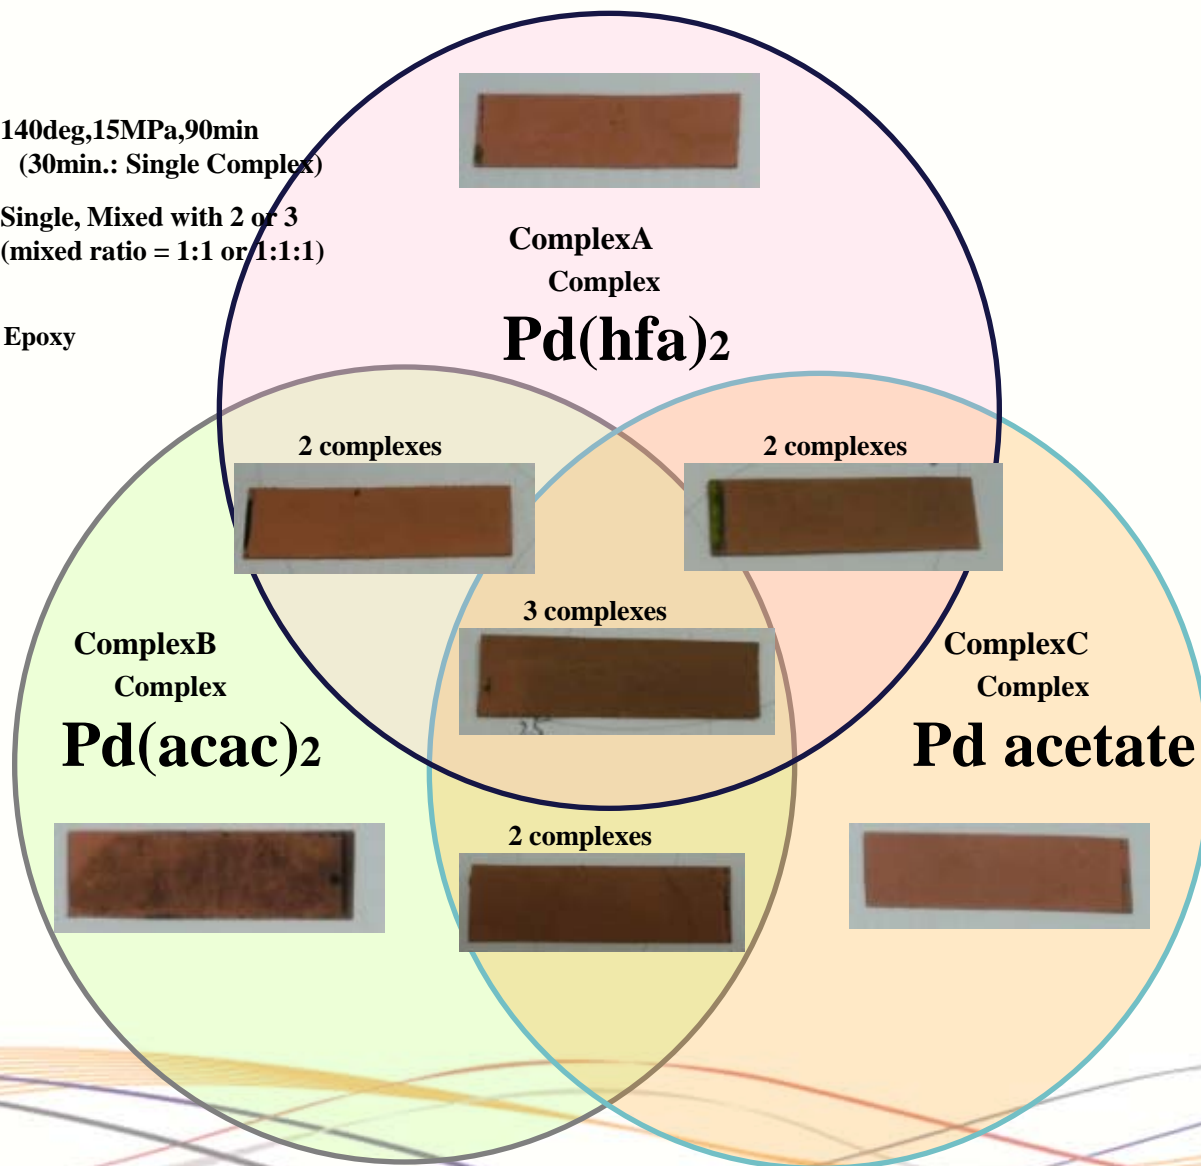 140deg,15MPa,90min
(30min.: Single Complex)
Single, Mixed with 2 or 3
(mixed ratio = 1:1 or 1:1:1)
Epoxy
ComplexA
Complex
Pd(hfa)2
2 complexes
2 complexes
3 complexes
ComplexB
Complex
Pd(acac)2
ComplexC
Complex
Pd acetate
2 complexes